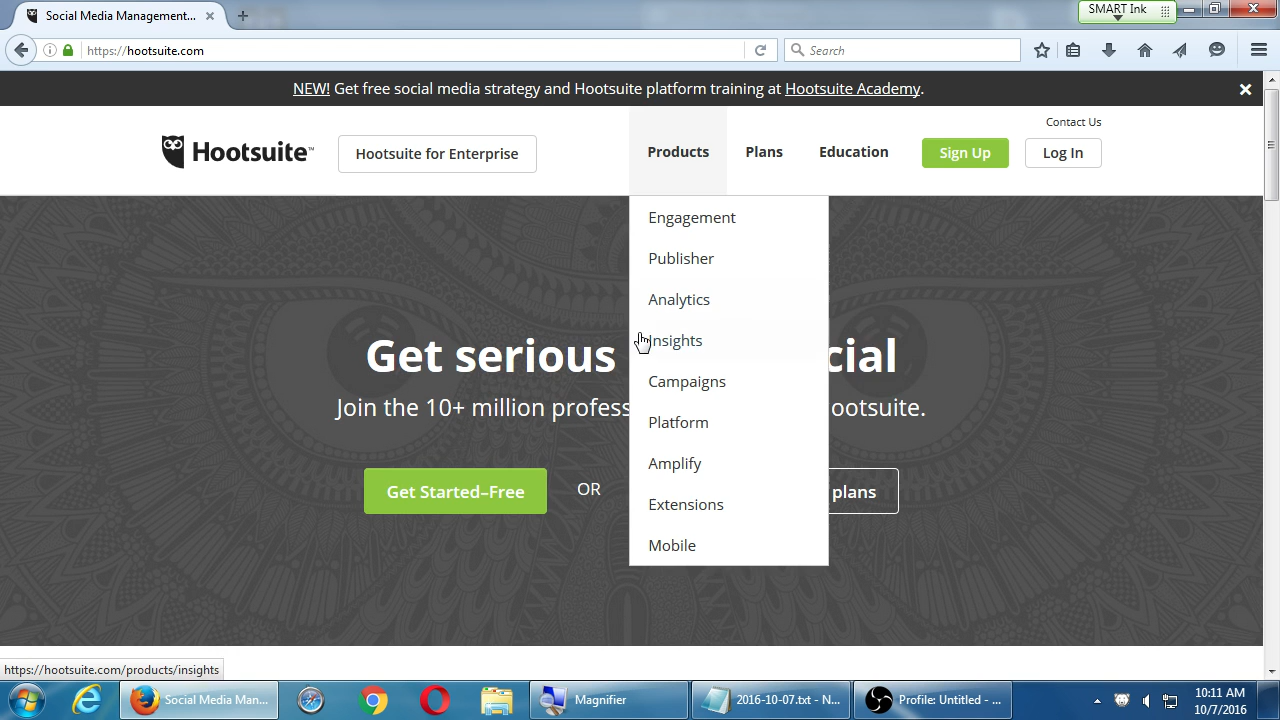 Social Media Management...
SMART Ink
https://hootsuite.com
Search
NEW! Get free social media strategy and Hootsuite platform training at Hootsuite Academy.
Contact Us
Hootsuite™
Hootsuite for Enterprise
Products
Plans
Education
Sign Up
Log In
Engagement
Publisher
Analytics
Insights
Campaigns
Platform
Amplify
Extensions
Mobile
Get serious cial
Join the 10+ million profess ootsuite.
Get Started–Free
OR
plans
https://hootsuite.com/products/insights
Social Media Man...
Magnifier
2016-10-07.txt - N...
Profile: Untitled - ...
10:11 AM
10/7/2016